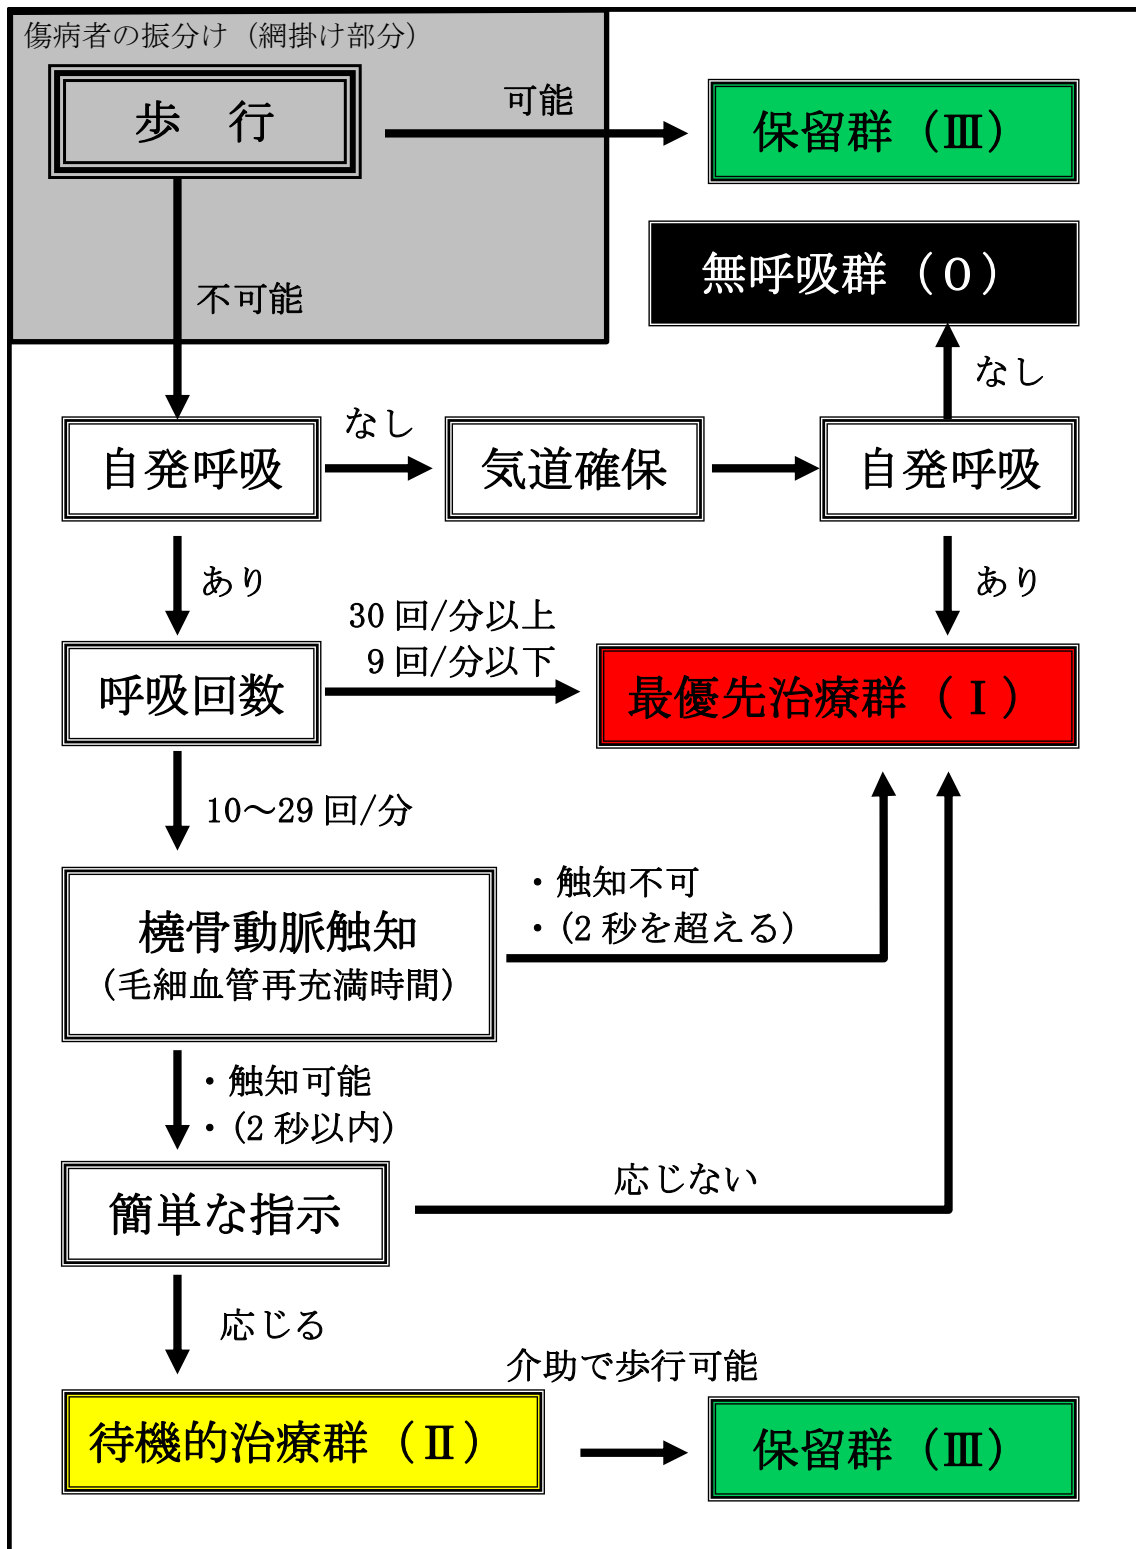 傷病者の振分け（網掛け部分）
歩　行
可能
保留群（Ⅲ）
無呼吸群（０）
不可能
なし
自発呼吸
なし
気道確保
自発呼吸
あり
あり
30 回/分以上
9 回/分以下
呼吸回数
最優先治療群（Ⅰ）
10～29 回/分
橈骨動脈触知
（毛細血管再充満時間）
・触知不可
・(2 秒を超える)
・触知可能
・(2 秒以内)
簡単な指示
応じない
応じる
介助で歩行可能
待機的治療群（Ⅱ）
保留群（Ⅲ）